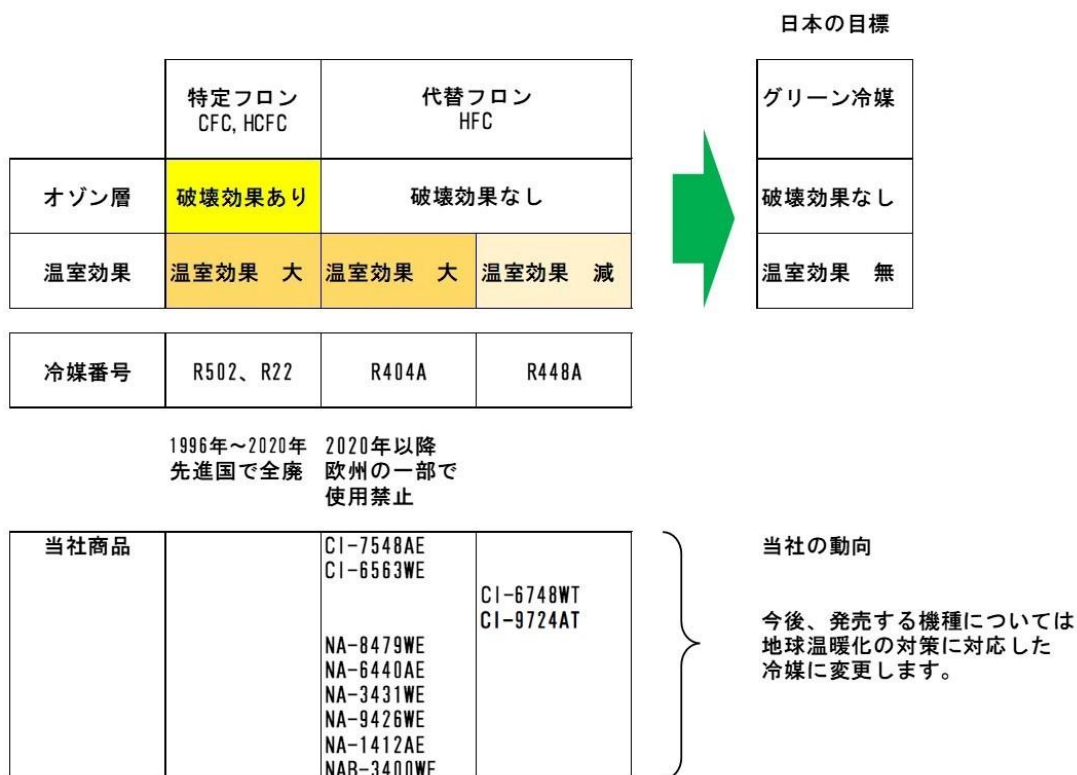 日本の目標
特定フロン 代替フロン グリーン冷媒
CFC, HCFC HFC
オゾン層 破壊効果あり 破壊効果なし 破壊効果なし
温室効果 温室効果 大 温室効果 大 温室効果 減 温室効果 無
冷媒番号 R502、R22 R404A R448A
1996年～2020年 2020年以降
先進国で全廃 欧州の一部で
使用禁止
当社商品 CI-7548AE 当社の動向
CI-6563WE
CI-6748WT
CI-9724AT 今後、発売する機種については
NA-8479WE 地球温暖化の対策に対応した
NA-6440AE 冷媒に変更します。
NA-3431WE
NA-9426WE
NA-1412AE
NAB-3400WE